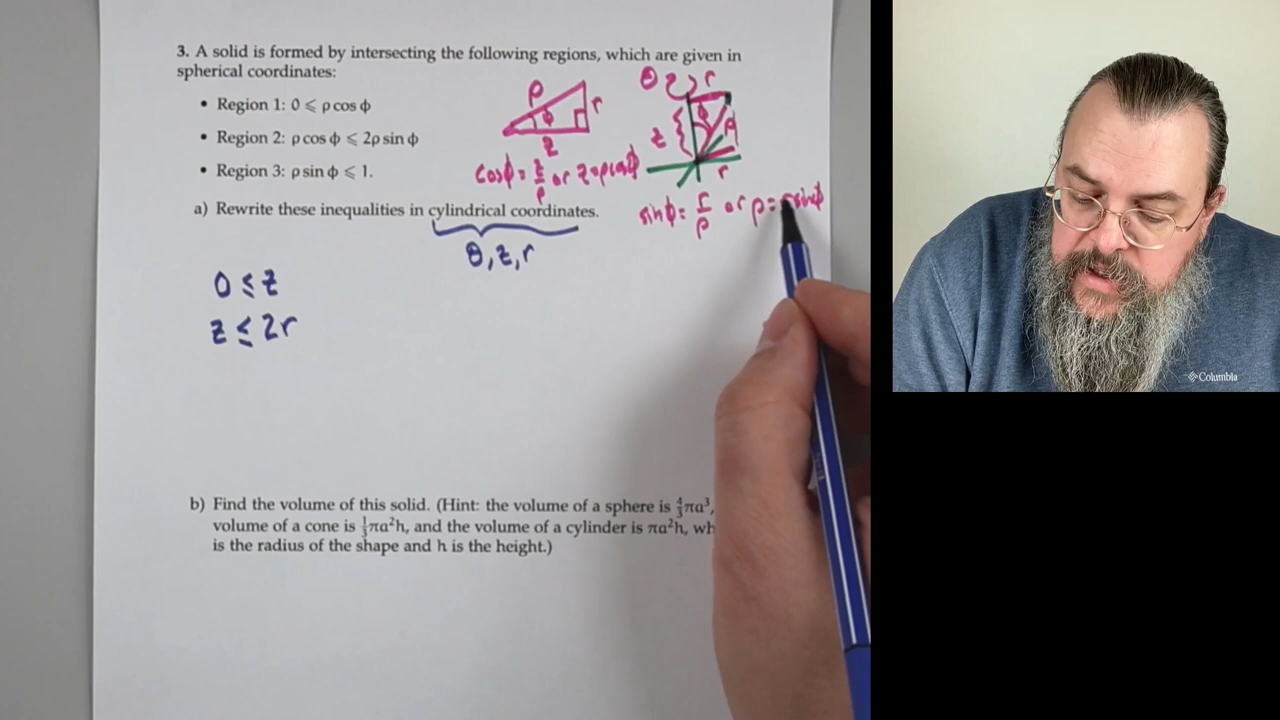 3. A solid is formed by intersecting the following regions, which are given in
spherical coordinates:
• Region 1: 0 ⩽ ρ cos ϕ
• Region 2: ρ cos ϕ ⩽ 2ρ sin ϕ
• Region 3: ρ sin ϕ ⩽ 1.
ρ
ϕ
r
z
cosϕ = z/ρ or z=ρcosϕ
θ
r
ϕ
ρ
z
r
sinϕ = r/ρ or ρ= sinϕ
a) Rewrite these inequalities in cylindrical coordinates.
θ, z, r
0 ≤ z
z ≤ 2r
b) Find the volume of this solid. (Hint: the volume of a sphere is 4/3πa³,
volume of a cone is 1/3πa²h, and the volume of a cylinder is πa²h, wh
is the radius of the shape and h is the height.)
Columbia